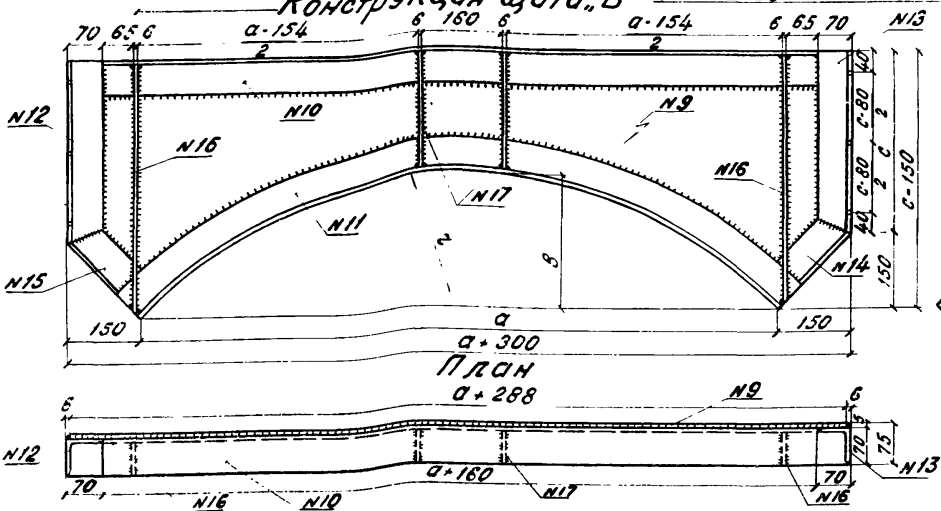 Конструкция щита „В"
70 65 6 a-154 6 160 6 a-154 6 65 70 N13
2 2
N12 N10 N9
N16 N16
N17
N11
N15 N14
2 в
40 c-80 2 c c-80 2 40 150
c-150
150 a 150
a+300
План
a+288
6 N9 6
5 70 75
N12 N13
a+160
70 70
N16 N10 N17 N16